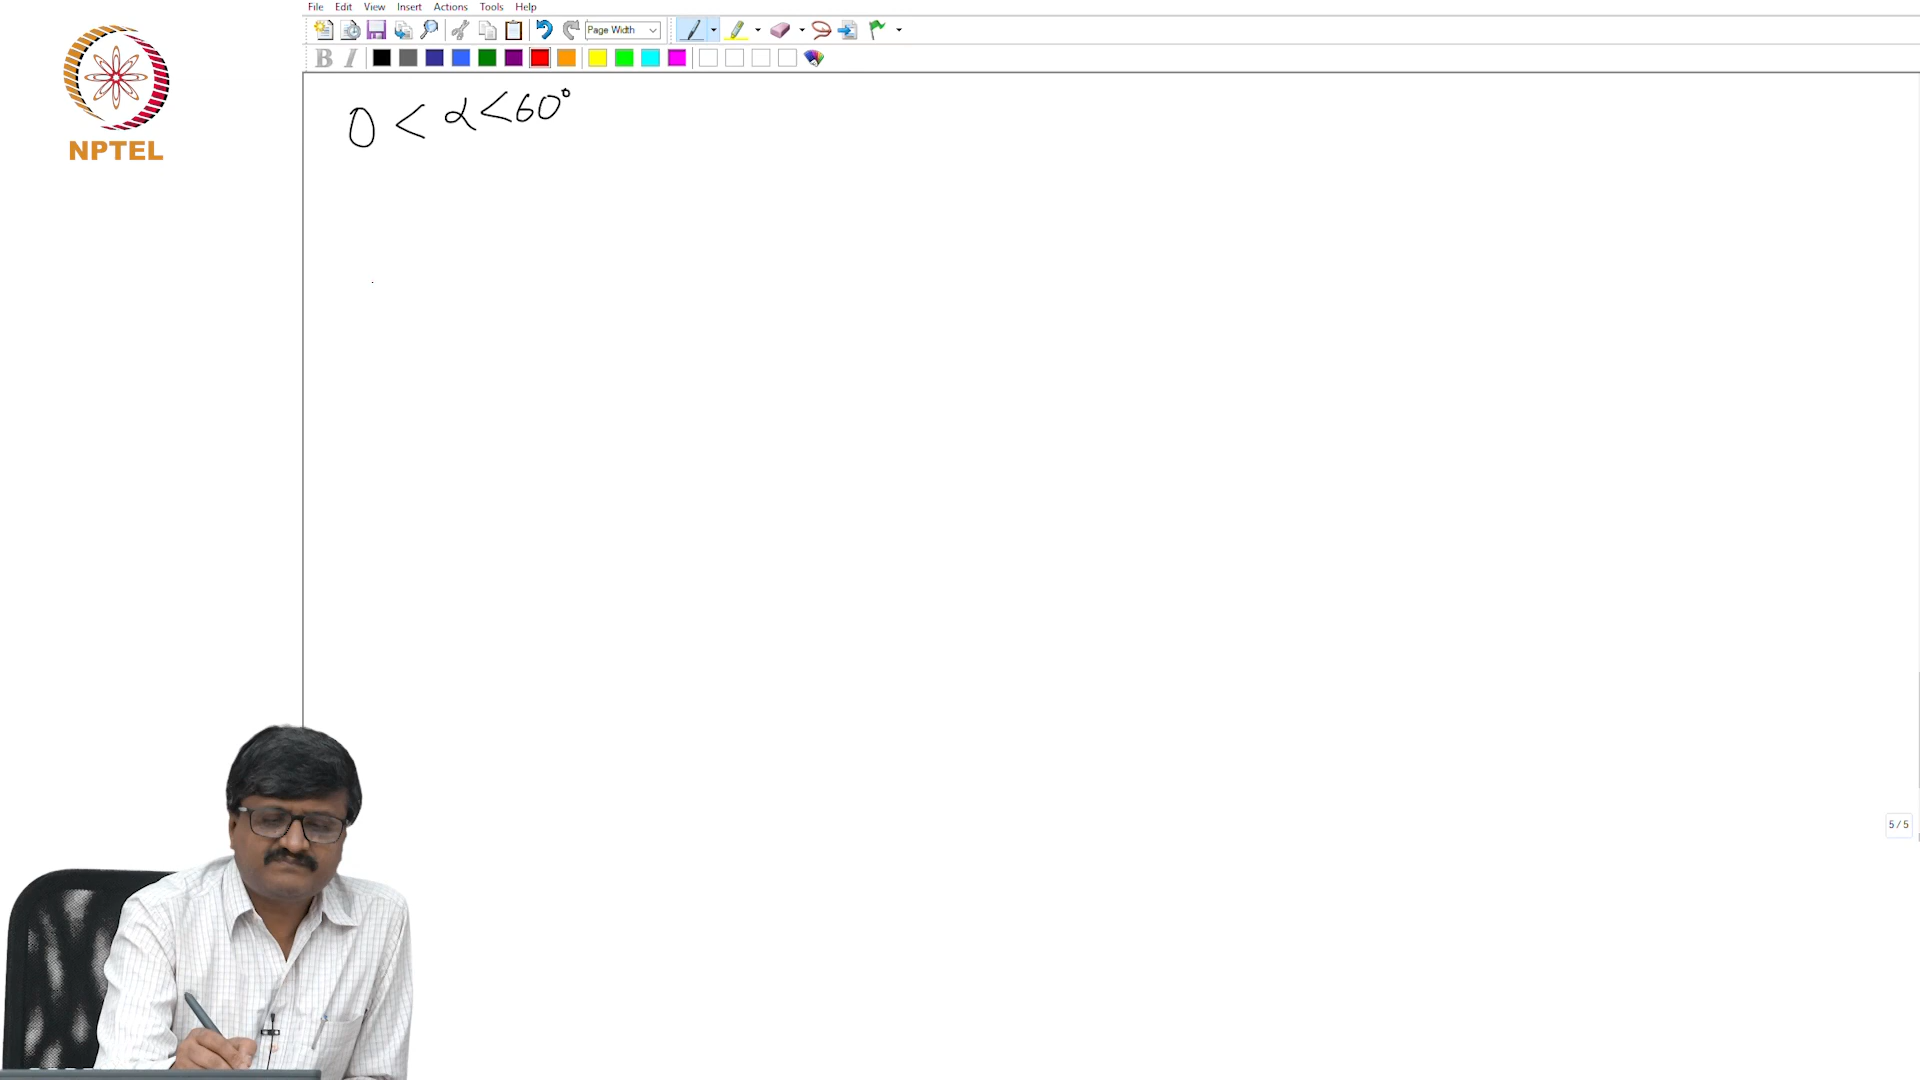 File Edit View Insert Actions Tools Help
Page Width
B I
0 < α < 60°
NPTEL
5 / 5